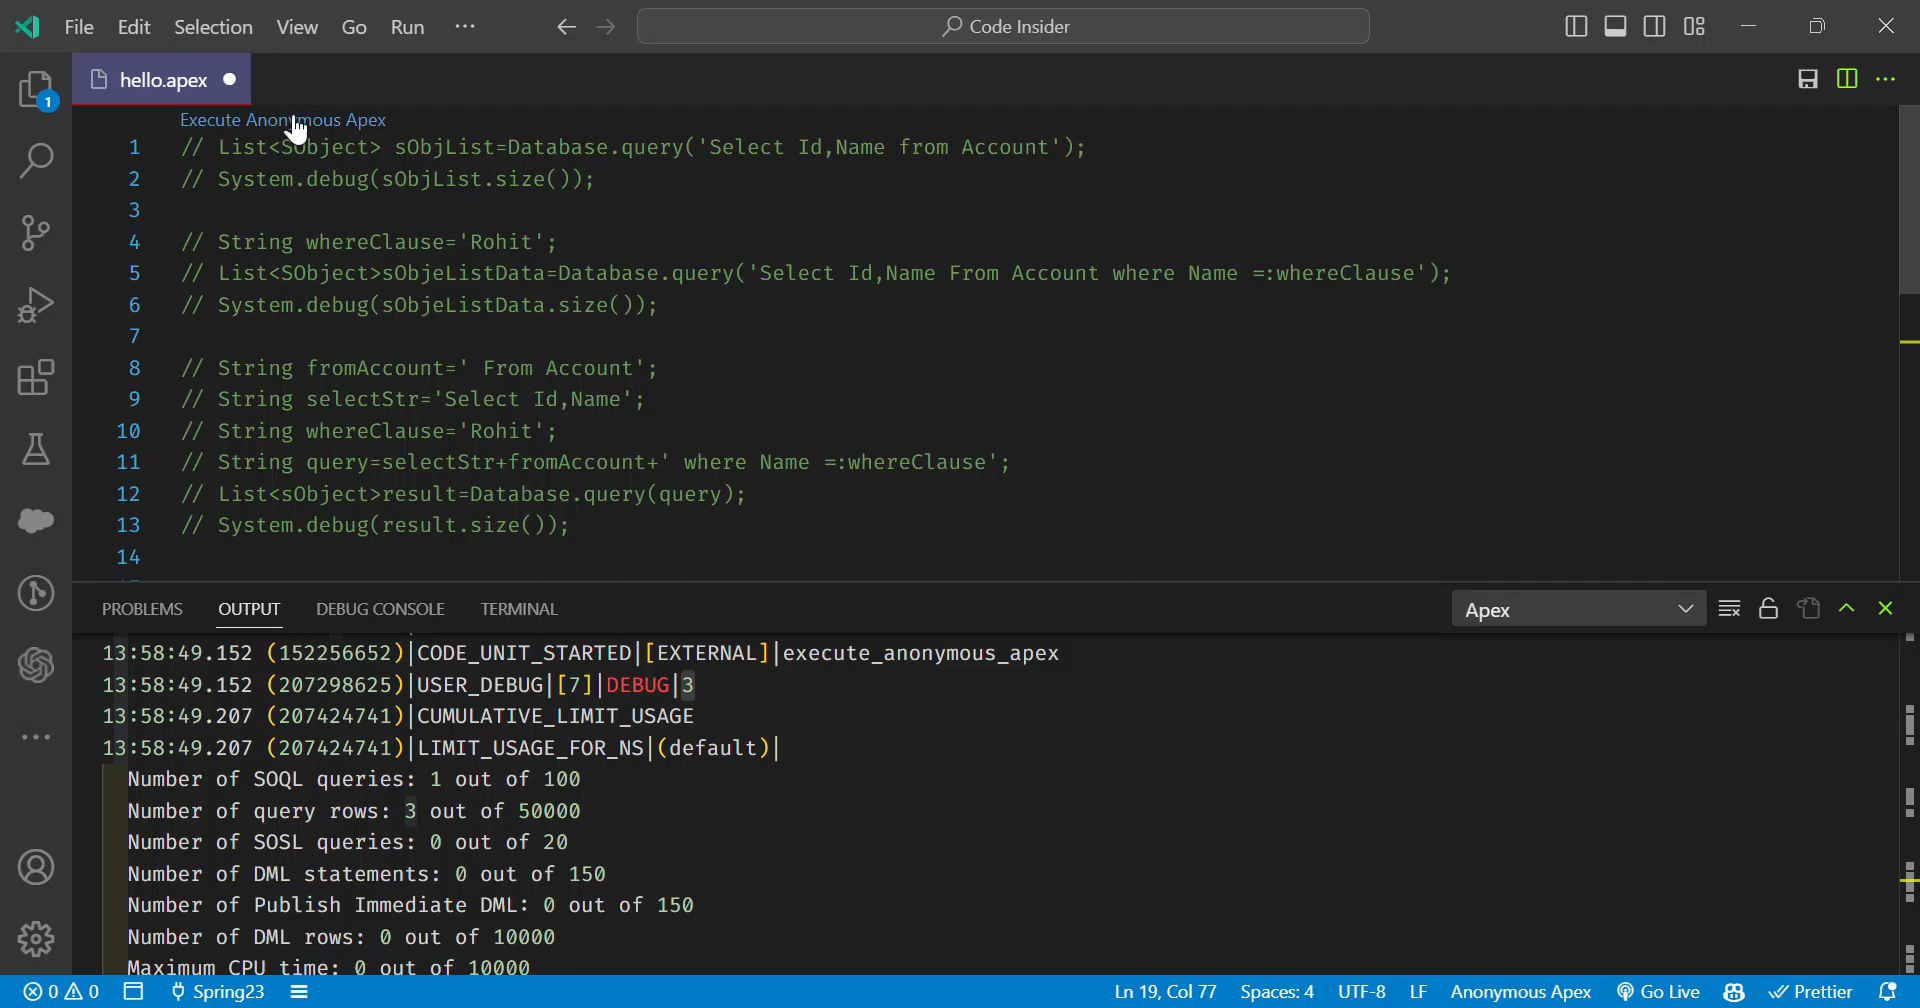 File Edit Selection View Go Run ··· Code Insider
hello.apex
Execute Anonymous Apex
1 // List<SObject> sObjList=Database.query('Select Id,Name from Account');
2 // System.debug(sObjList.size());
3
4 // String whereClause='Rohit';
5 // List<SObject>sObjeListData=Database.query('Select Id,Name From Account where Name =:whereClause');
6 // System.debug(sObjeListData.size());
7
8 // String fromAccount=' From Account';
9 // String selectStr='Select Id,Name';
10 // String whereClause='Rohit';
11 // String query=selectStr+fromAccount+' where Name =:whereClause';
12 // List<sObject>result=Database.query(query);
13 // System.debug(result.size());
14
PROBLEMS OUTPUT DEBUG CONSOLE TERMINAL Apex
13:58:49.152 (152256652)|CODE_UNIT_STARTED|[EXTERNAL]|execute_anonymous_apex
13:58:49.152 (207298625)|USER_DEBUG|[7]|DEBUG|3
13:58:49.207 (207424741)|CUMULATIVE_LIMIT_USAGE
13:58:49.207 (207424741)|LIMIT_USAGE_FOR_NS|(default)|
Number of SOQL queries: 1 out of 100
Number of query rows: 3 out of 50000
Number of SOSL queries: 0 out of 20
Number of DML statements: 0 out of 150
Number of Publish Immediate DML: 0 out of 150
Number of DML rows: 0 out of 10000
Maximum CPU time: 0 out of 10000
1
0 0 Spring23 Ln 19, Col 77 Spaces: 4 UTF-8 LF Anonymous Apex Go Live Prettier